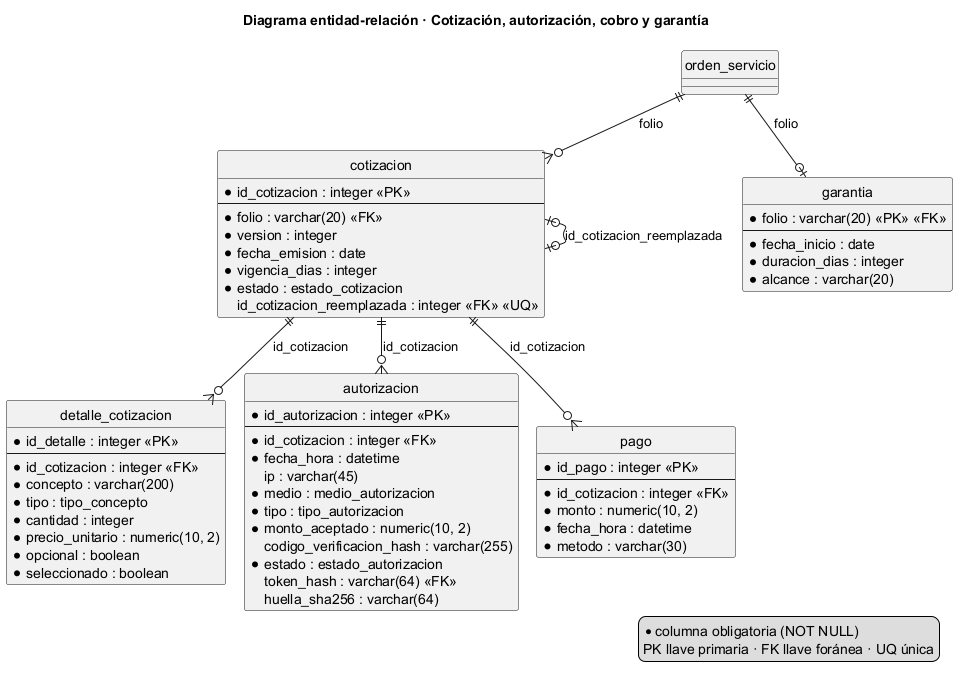 Diagrama entidad-relación · Cotización, autorización, cobro y garantía
orden_servicio
folio
folio
cotizacion
id_cotizacion : integer «PK»
folio : varchar(20) «FK»
version : integer
fecha_emision : date
vigencia_dias : integer
estado : estado_cotizacion
id_cotizacion_reemplazada : integer «FK» «UQ»
id_cotizacion_reemplazada
garantia
folio : varchar(20) «PK» «FK»
fecha_inicio : date
duracion_dias : integer
alcance : varchar(20)
id_cotizacion
id_cotizacion
id_cotizacion
detalle_cotizacion
id_detalle : integer «PK»
id_cotizacion : integer «FK»
concepto : varchar(200)
tipo : tipo_concepto
cantidad : integer
precio_unitario : numeric(10, 2)
opcional : boolean
seleccionado : boolean
autorizacion
id_autorizacion : integer «PK»
id_cotizacion : integer «FK»
fecha_hora : datetime
ip : varchar(45)
medio : medio_autorizacion
tipo : tipo_autorizacion
monto_aceptado : numeric(10, 2)
codigo_verificacion_hash : varchar(255)
estado : estado_autorizacion
token_hash : varchar(64) «FK»
huella_sha256 : varchar(64)
pago
id_pago : integer «PK»
id_cotizacion : integer «FK»
monto : numeric(10, 2)
fecha_hora : datetime
metodo : varchar(30)
• columna obligatoria (NOT NULL)
PK llave primaria · FK llave foránea · UQ única